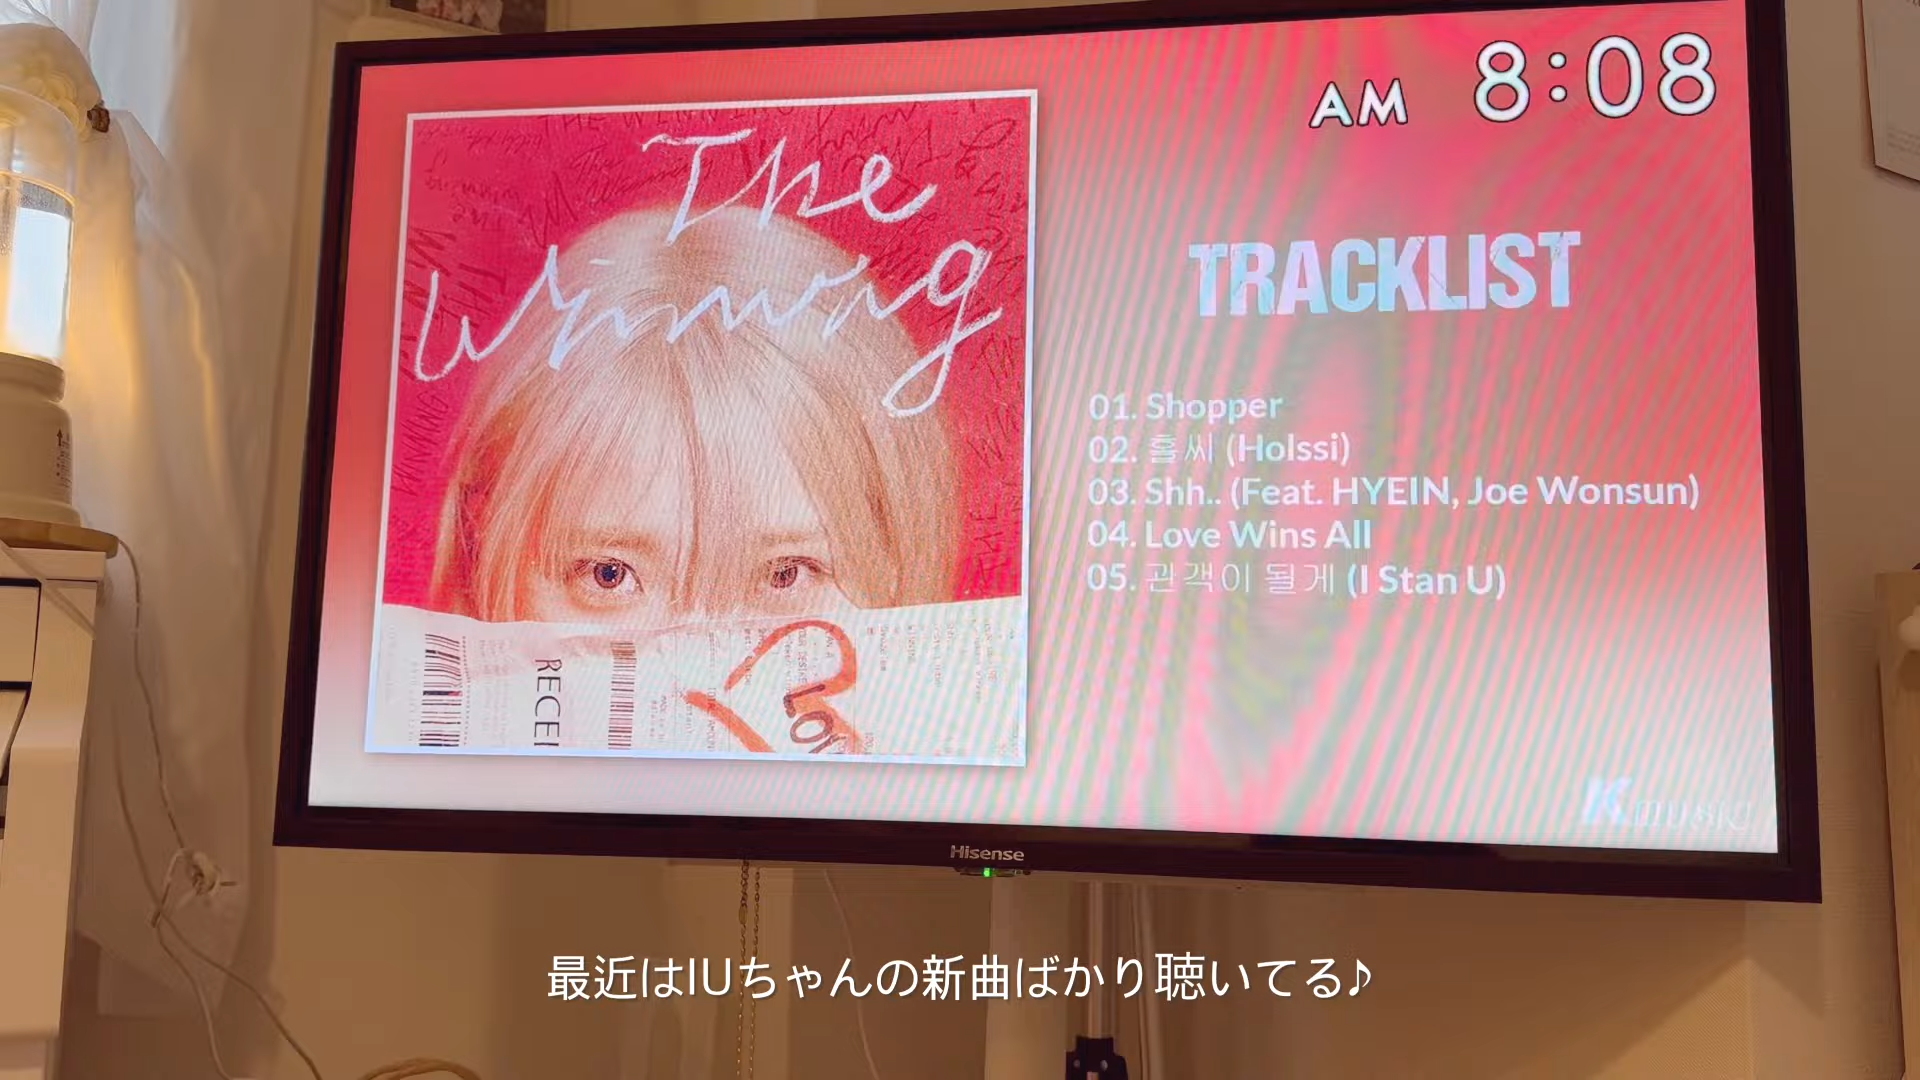 The
Winning
AM 8:08
TRACKLIST
01. Shopper
02. 홀씨 (Holssi)
03. Shh.. (Feat. HYEIN, Joe Wonsun)
04. Love Wins All
05. 관객이 될게 (I Stan U)
RECEI
LOV
K music
Hisense
最近はIUちゃんの新曲ばかり聴いてる♪